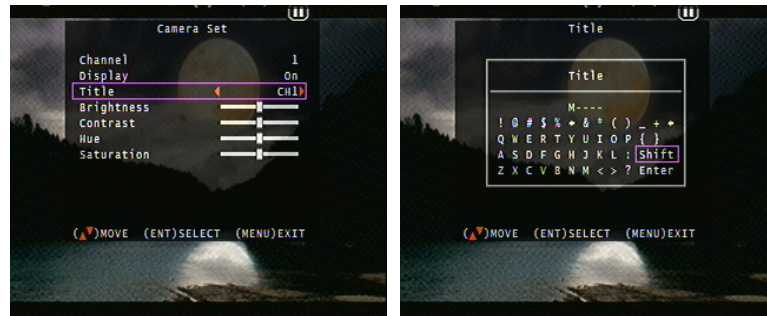 Camera Set
Channel 1
Display On
Title CH1
Brightness
Contrast
Hue
Saturation
(▲▼)MOVE (ENT)SELECT (MENU)EXIT
Title
Title
M----
! @ # $ % ← & * ( ) _ + ←
Q W E R T Y U I O P { }
A S D F G H J K L : Shift
Z X C V B N M < > ? Enter
(▲▼)MOVE (ENT)SELECT (MENU)EXIT